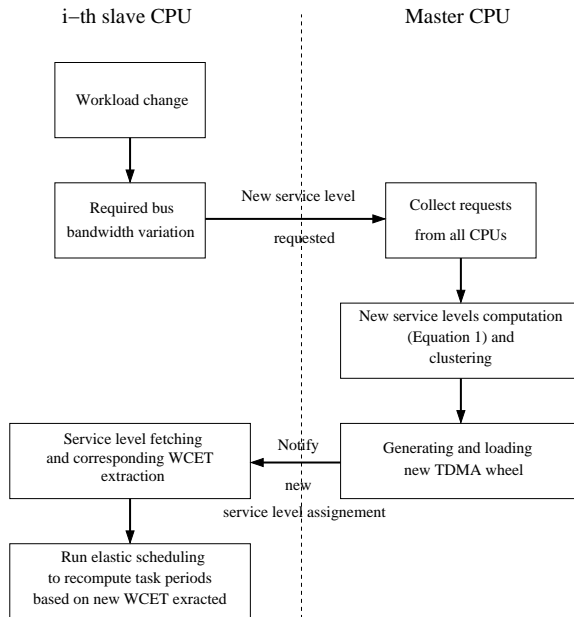 i−th slave CPU
Master CPU
Workload change
Required bus
bandwidth variation
New service level
requested
Collect requests
from all CPUs
New service levels computation
(Equation 1) and
clustering
Generating and loading
new TDMA wheel
Notify
new
service level assignement
Service level fetching
and corresponding WCET
extraction
Run elastic scheduling
to recompute task periods
based on new WCET exracted